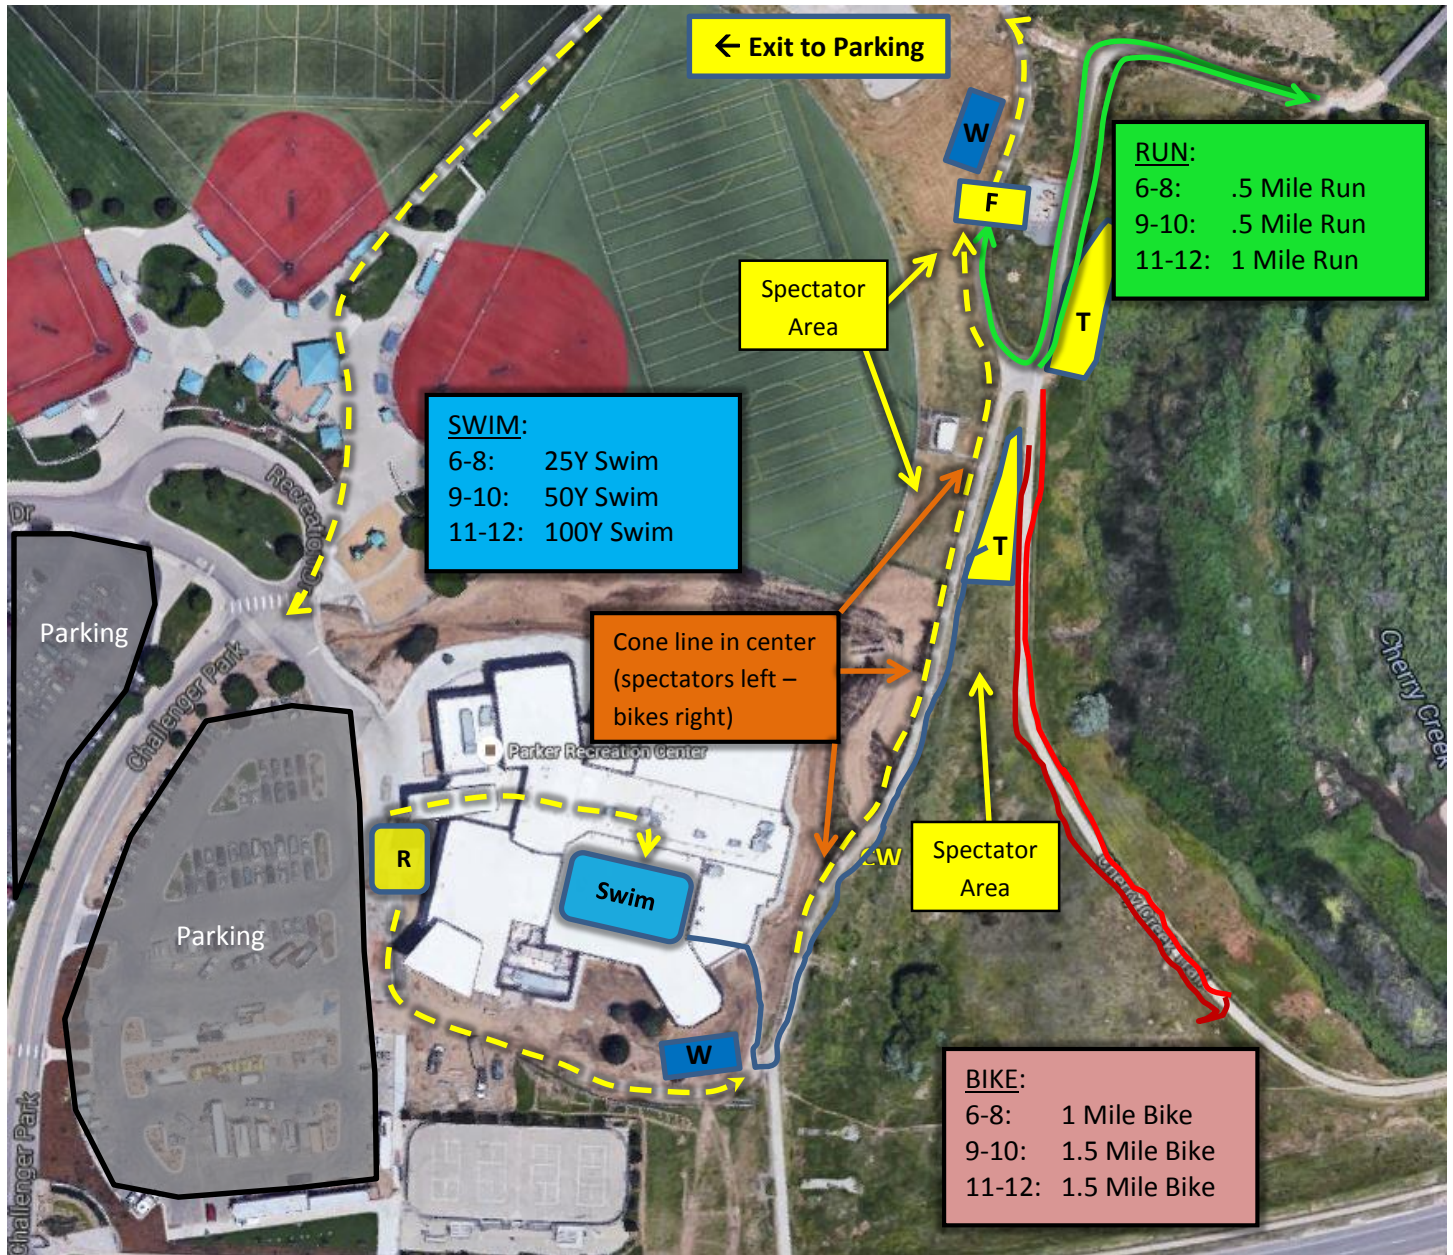 ← Exit to Parking
W
F
RUN:
6-8: .5 Mile Run
9-10: .5 Mile Run
11-12: 1 Mile Run
Spectator
Area
T
SWIM:
6-8: 25Y Swim
9-10: 50Y Swim
11-12: 100Y Swim
Recreation
Dr
T
Parking
Challenger Park
Cone line in center
(spectators left –
bikes right)
Cherry Creek
Parker Recreation Center
R
Swim
CW
Spectator
Area
Cherry Creek Trail
Parking
W
BIKE:
6-8: 1 Mile Bike
9-10: 1.5 Mile Bike
11-12: 1.5 Mile Bike
Challenger Park